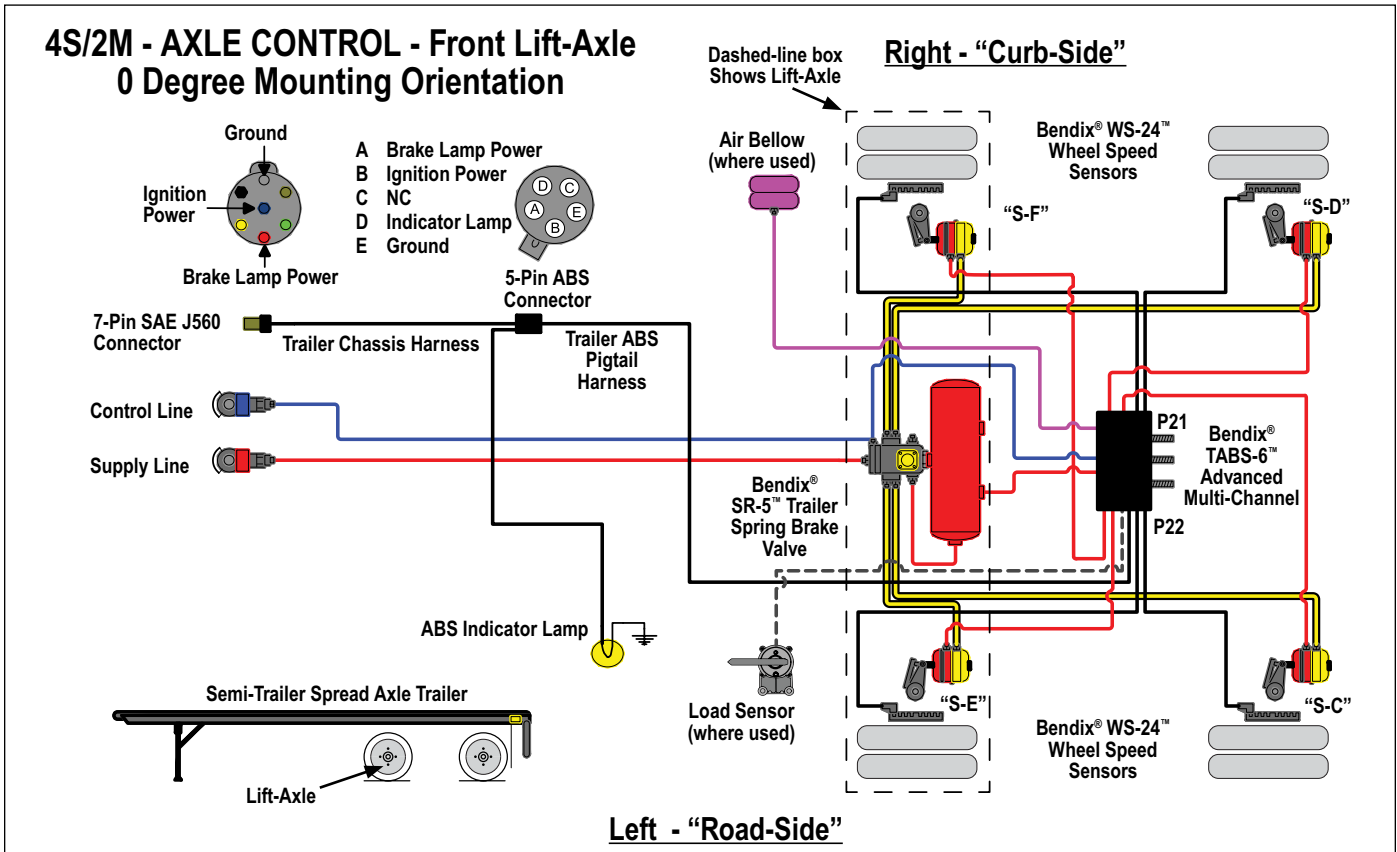 4S/2M - AXLE CONTROL - Front Lift-Axle
0 Degree Mounting Orientation
Dashed-line box
Shows Lift-Axle
Right - “Curb-Side”
Ground
Ignition
Power
Brake Lamp Power
A Brake Lamp Power
B Ignition Power
C NC
D Indicator Lamp
E Ground
D
C
A
E
B
5-Pin ABS
Connector
Air Bellow
(where used)
Bendix® WS-24™
Wheel Speed
Sensors
“S-F”
“S-D”
7-Pin SAE J560
Connector
Trailer Chassis Harness
Trailer ABS
Pigtail
Harness
Control Line
Supply Line
Bendix®
SR-5™ Trailer
Spring Brake
Valve
P21
P22
Bendix®
TABS-6™
Advanced
Multi-Channel
ABS Indicator Lamp
Load Sensor
(where used)
“S-E”
“S-C”
Bendix® WS-24™
Wheel Speed
Sensors
Semi-Trailer Spread Axle Trailer
Lift-Axle
Left - “Road-Side”